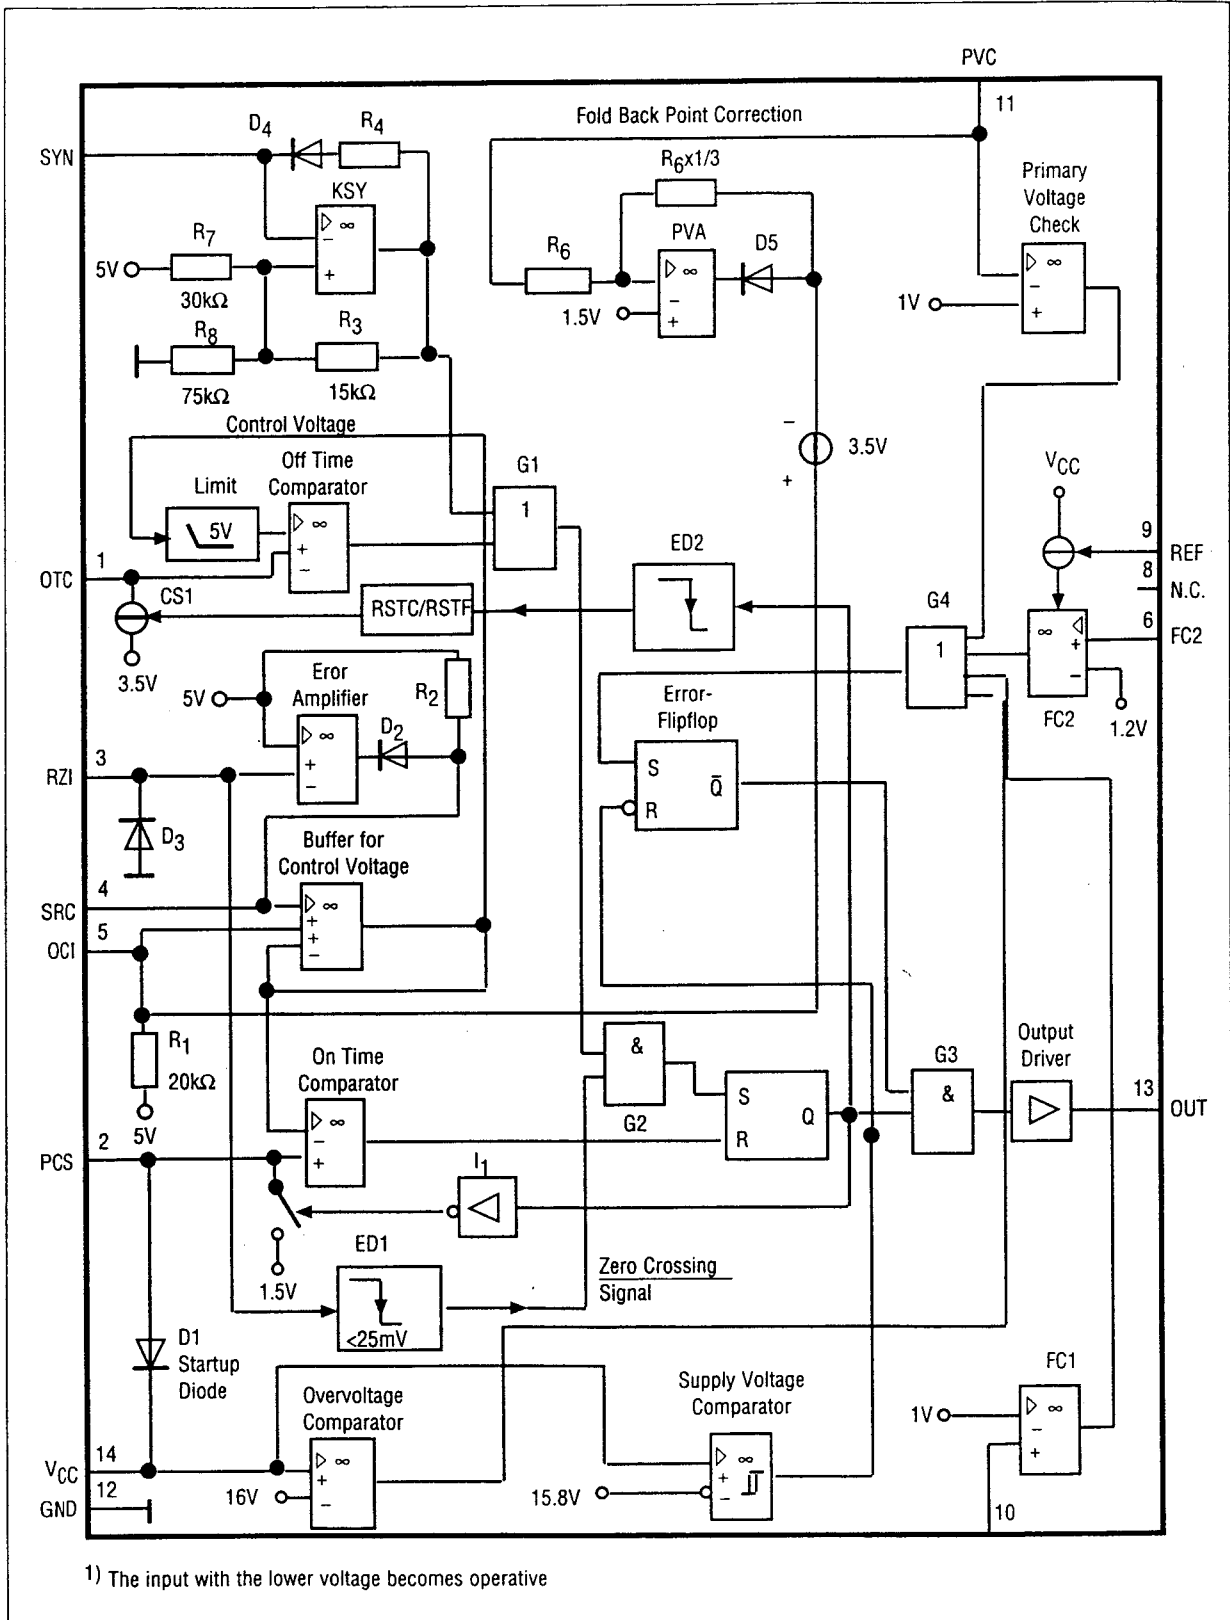 PVC
11
Fold Back Point Correction
D4
R4
SYN
KSY
R6x1/3
Primary
Voltage
Check
▷ ∞
-
+
R7
5V
30kΩ
R6
PVA
D5
▷ ∞
-
+
1.5V
▷ ∞
-
+
1V
R8
75kΩ
R3
15kΩ
Control Voltage
-
3.5V
+
Off Time
Comparator
G1
VCC
Limit
5V
▷ ∞
+
-
1
1
OTC
CS1
3.5V
RSTC/RSTF
ED2
9
REF
8
N.C.
6
FC2
G4
1
∞ ◁
+
-
FC2
1.2V
Eror
Amplifier
R2
5V
D2
▷ ∞
+
-
Error-
Flipflop
S
R
Q̅
3
RZI
D3
Buffer for
Control Voltage
▷ ∞
+
+
-
4
SRC
5
OCI
R1
20kΩ
5V
On Time
Comparator
▷ ∞
-
+
&
G2
S
R
Q
G3
&
Output
Driver
▷
13
OUT
2
PCS
I1
◁
1.5V
ED1
<25mV
Zero Crossing
Signal
D1
Startup
Diode
Overvoltage
Comparator
▷ ∞
+
-
16V
Supply Voltage
Comparator
▷ ∞
+
-
15.8V
FC1
1V
▷ ∞
-
+
10
14
VCC
12
GND
1) The input with the lower voltage becomes operative